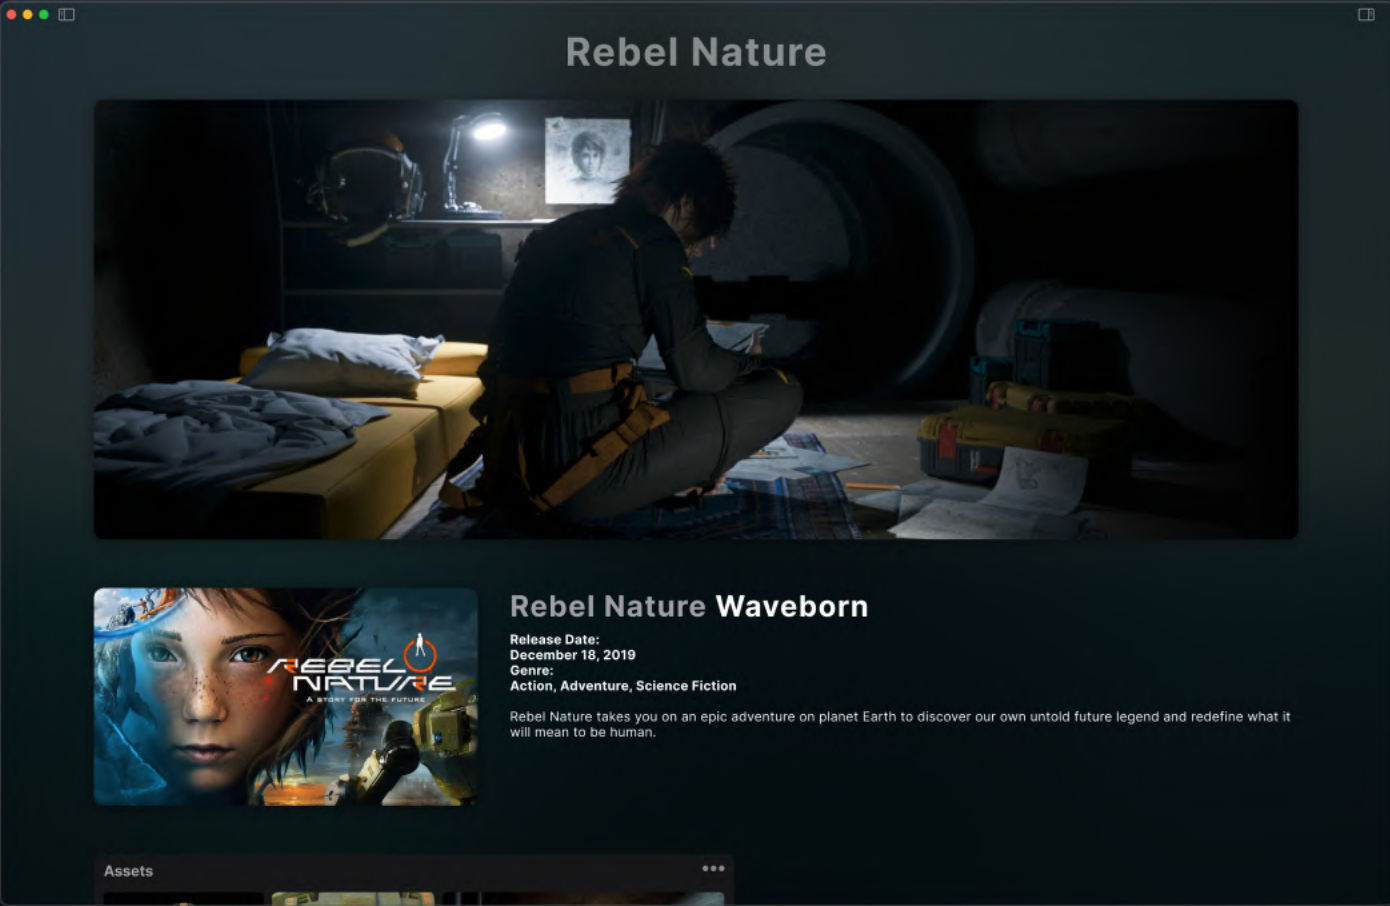 Rebel Nature
REBEL
NATURE
A STORY FOR THE FUTURE
Rebel Nature Waveborn
Release Date:
December 18, 2019
Genre:
Action, Adventure, Science Fiction
Rebel Nature takes you on an epic adventure on planet Earth to discover our own untold future legend and redefine what it
will mean to be human.
Assets